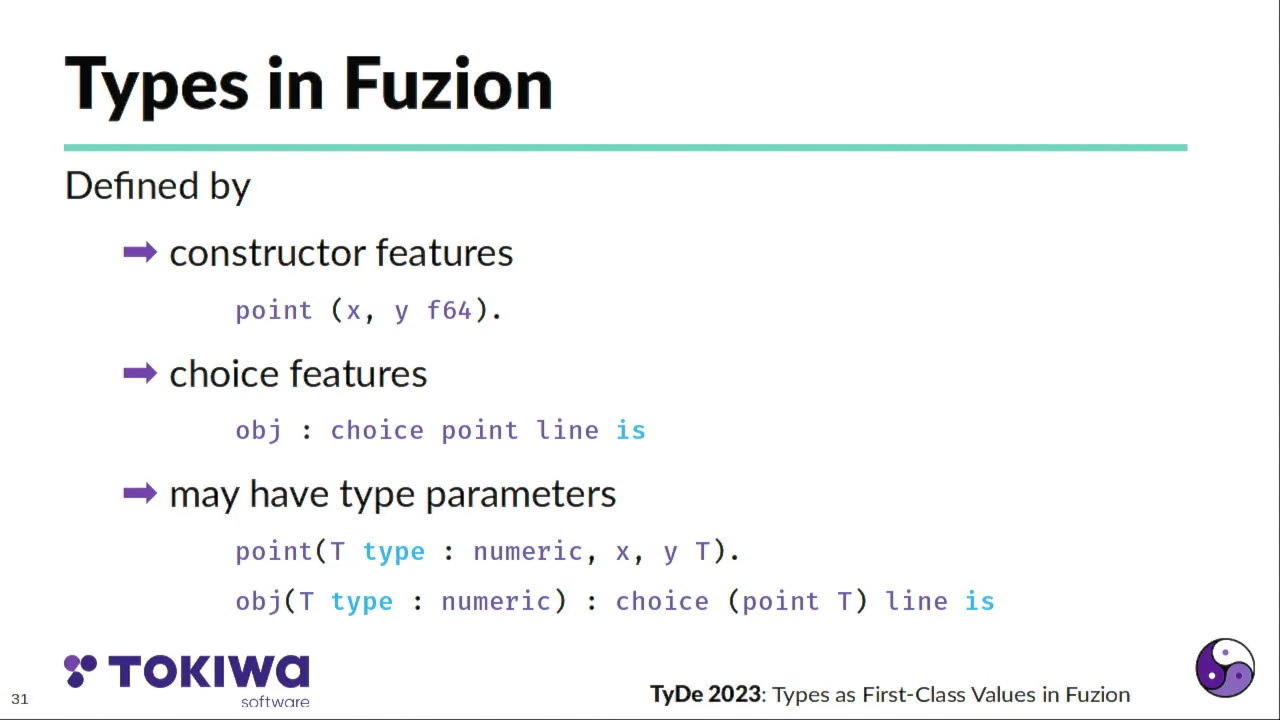 Types in Fuzion
Defined by
constructor features
point (x, y f64).
choice features
obj : choice point line is
may have type parameters
point(T type : numeric, x, y T).
obj(T type : numeric) : choice (point T) line is
TOKIWA
software
31
TyDe 2023: Types as First-Class Values in Fuzion